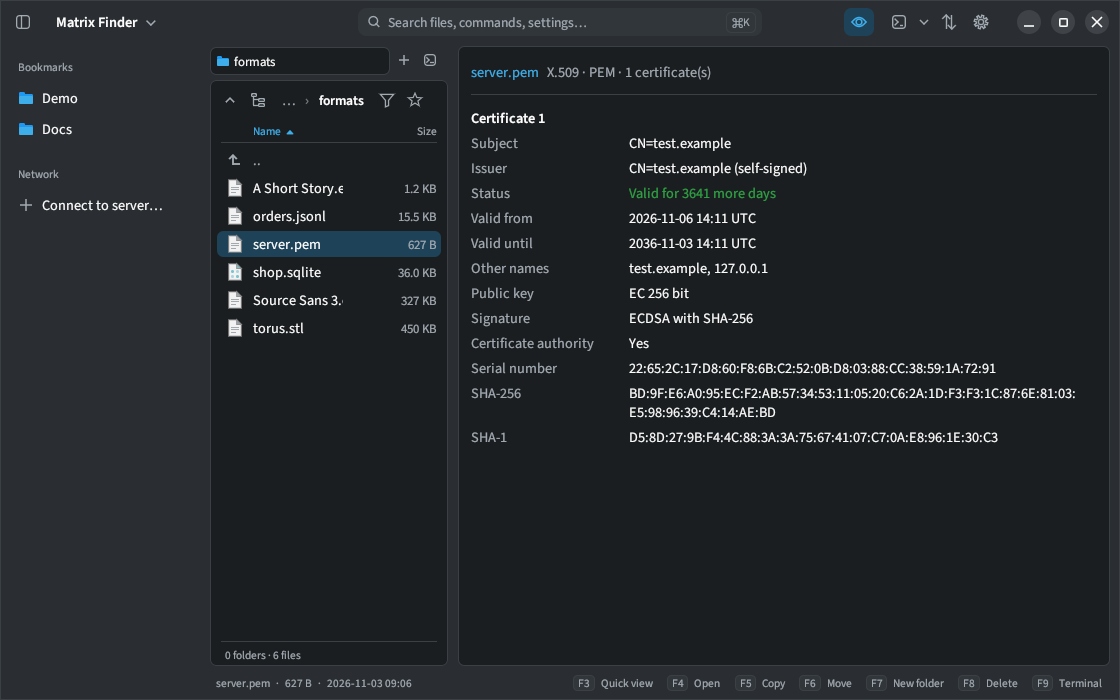 Matrix Finder
Search files, commands, settings…
⌘K
Bookmarks
Demo
Docs
Network
Connect to server…
formats
… › formats
Name Size
..
A Short Story.e 1.2 KB
orders.jsonl 15.5 KB
server.pem 627 B
shop.sqlite 36.0 KB
Source Sans 3. 327 KB
torus.stl 450 KB
0 folders · 6 files
server.pem X.509 · PEM · 1 certificate(s)
Certificate 1
Subject CN=test.example
Issuer CN=test.example (self-signed)
Status Valid for 3641 more days
Valid from 2026-11-06 14:11 UTC
Valid until 2036-11-03 14:11 UTC
Other names test.example, 127.0.0.1
Public key EC 256 bit
Signature ECDSA with SHA-256
Certificate authority Yes
Serial number 22:65:2C:17:D8:60:F8:6B:C2:52:0B:D8:03:88:CC:38:59:1A:72:91
SHA-256 BD:9F:E6:A0:95:EC:F2:AB:57:34:53:11:05:20:C6:2A:1D:F3:F3:1C:87:6E:81:03:
E5:98:96:39:C4:14:AE:BD
SHA-1 D5:8D:27:9B:F4:4C:88:3A:3A:75:67:41:07:C7:0A:E8:96:1E:30:C3
server.pem · 627 B · 2026-11-03 09:06
F3 Quick view F4 Open F5 Copy F6 Move F7 New folder F8 Delete F9 Terminal